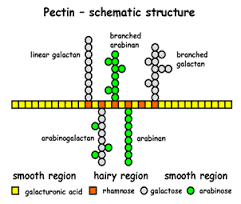 Pectin – schematic structure
branched
arabinan
linear galactan
branched
galactan
arabinogalactan
arabinan
smooth region hairy region smooth region
galacturonic acid rhamnose galactose arabinose